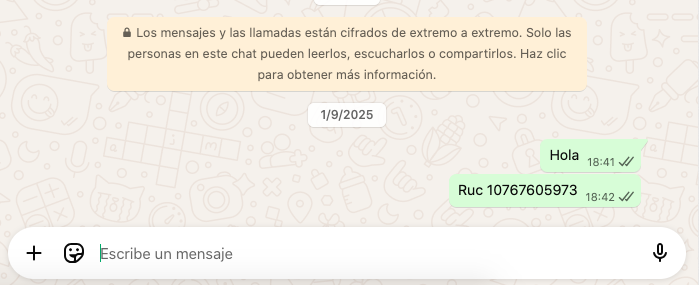 Los mensajes y las llamadas están cifrados de extremo a extremo. Solo las
personas en este chat pueden leerlos, escucharlos o compartirlos. Haz clic
para obtener más información.
1/9/2025
Hola 18:41
Ruc 10767605973 18:42
Escribe un mensaje